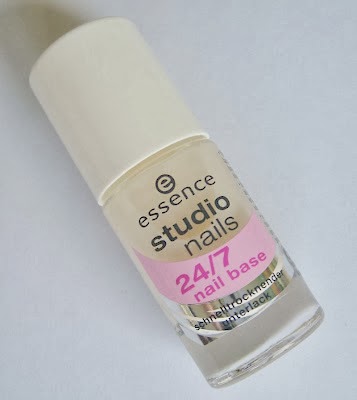 essence
studio
nails
24/7
nail base
schnelltrocknender
unterlack